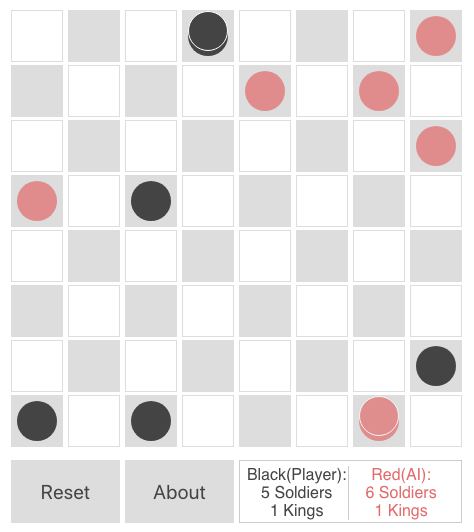 Reset
About
Black(Player):
5 Soldiers
1 Kings
Red(AI):
6 Soldiers
1 Kings